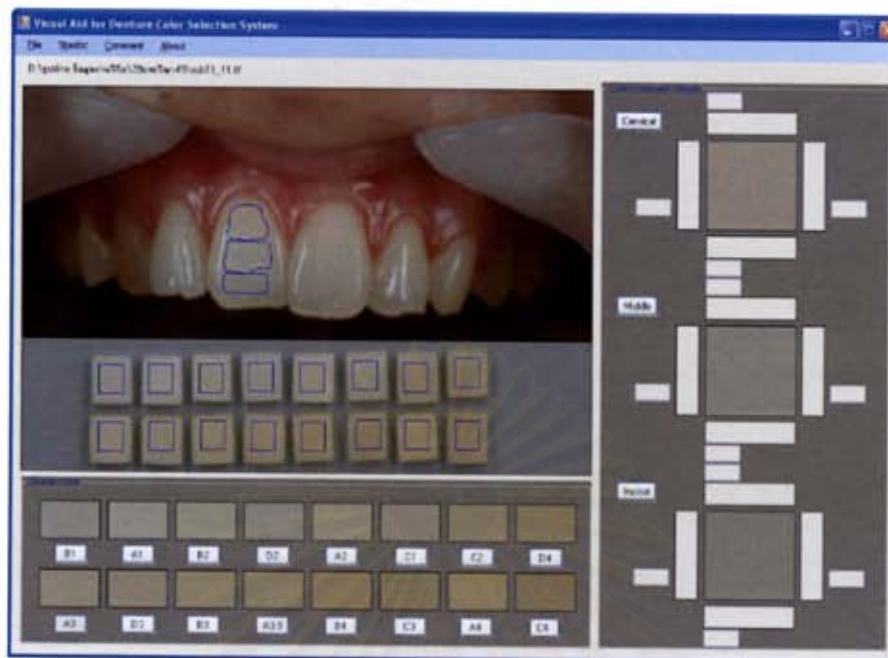 Visual Aid for Denture Color Selection System
File
Comment
About
Cervical
Middle
Incisal
B1
A1
B2
D2
A2
C1
C2
D4
A3
D3
B3
A3.5
B4
C3
A4